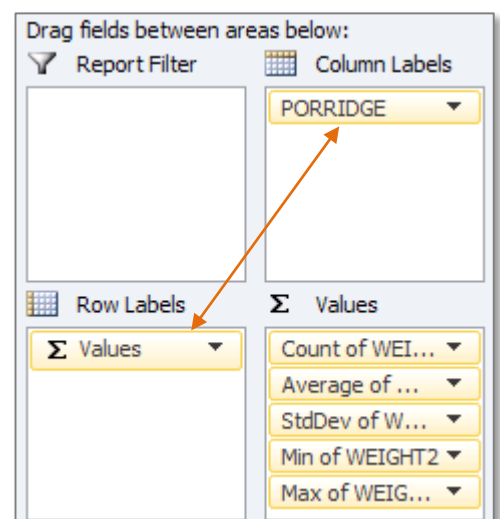 Drag fields between areas below:
Report Filter
Column Labels
PORRIDGE
Row Labels
Σ Values
Σ Values
Count of WEI...
Average of ...
StdDev of W...
Min of WEIGHT2
Max of WEIG...